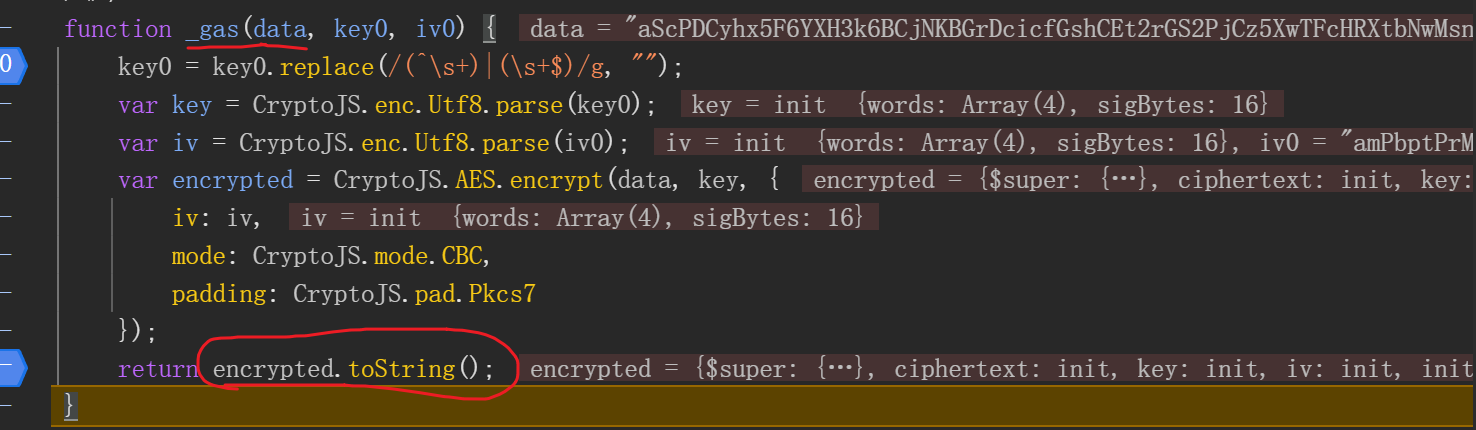 function _gas(data, key0, iv0) { data = "aScPDCyhx5F6YXH3k6BCjNKBGrDcicfGshCEt2rGS2PjCz5XwTFcHRXtbNwMsn
0 key0 = key0.replace(/(^\s+)|(\s+$)/g, "");
var key = CryptoJS.enc.Utf8.parse(key0); key = init {words: Array(4), sigBytes: 16}
var iv = CryptoJS.enc.Utf8.parse(iv0); iv = init {words: Array(4), sigBytes: 16}, iv0 = "amPbptPrM
var encrypted = CryptoJS.AES.encrypt(data, key, { encrypted = {$super: {…}, ciphertext: init, key:
iv: iv, iv = init {words: Array(4), sigBytes: 16}
mode: CryptoJS.mode.CBC,
padding: CryptoJS.pad.Pkcs7
});
return encrypted.toString(); encrypted = {$super: {…}, ciphertext: init, key: init, iv: init, init
}